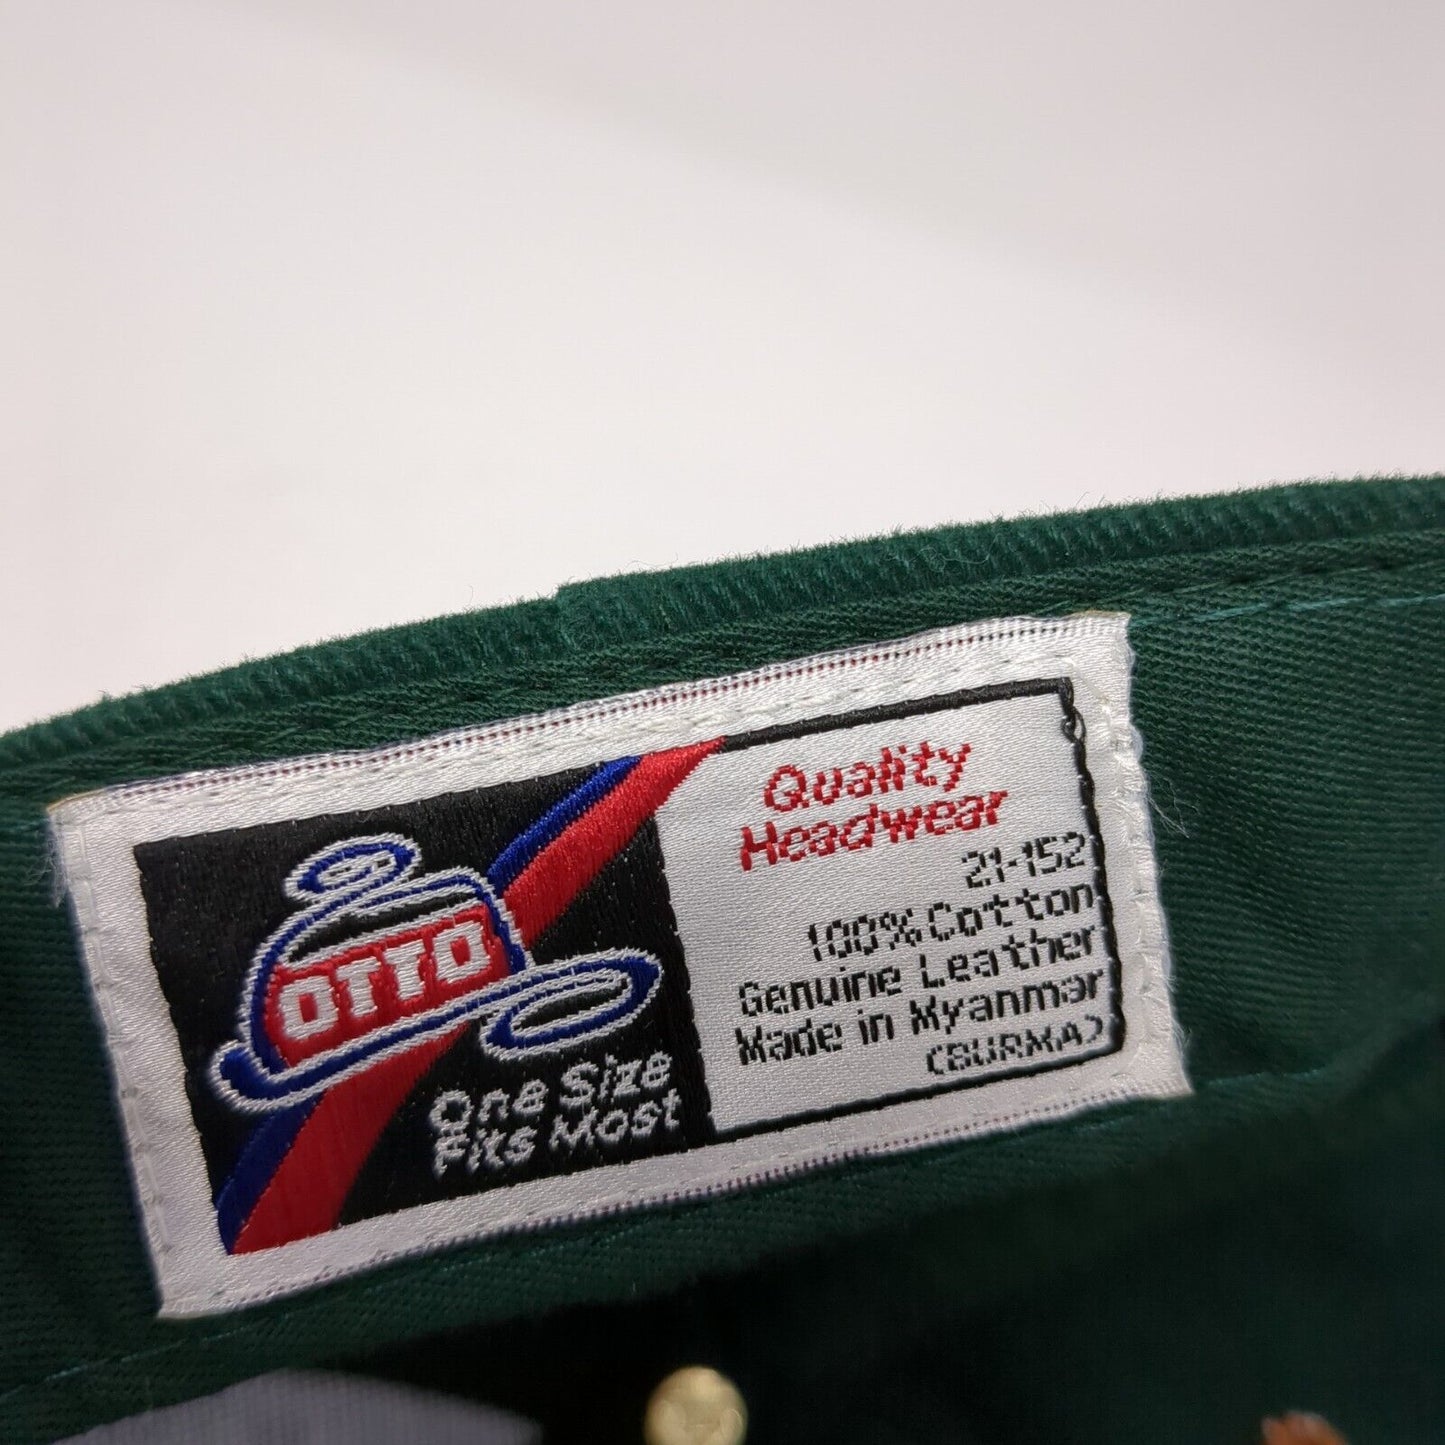 OTTO
One Size
Fits Most
Quality
Headwear
21-152
100% Cotton
Genuine Leather
Made in Myanmar
(BURMA)